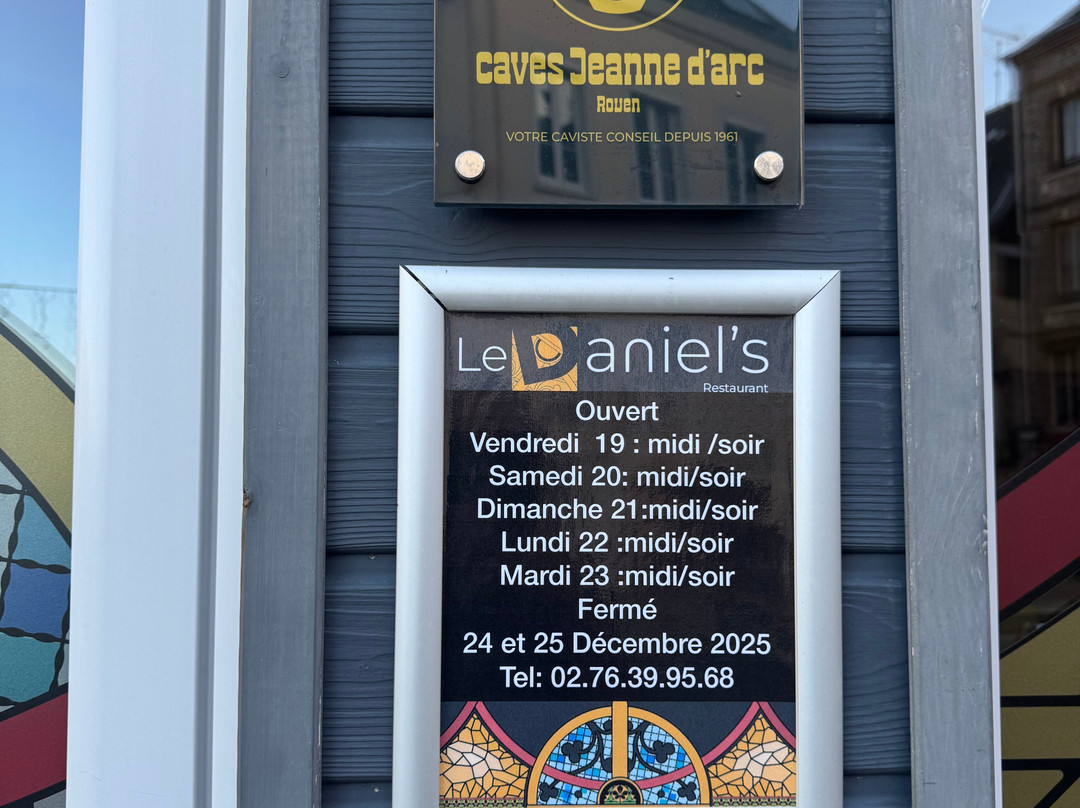 caves Jeanne d'arc
Rouen
VOTRE CAVISTE CONSEIL DEPUIS 1961
Le D'aniel's
Restaurant
Ouvert
Vendredi  19 : midi /soir
Samedi 20: midi/soir
Dimanche 21:midi/soir
Lundi 22 :midi/soir
Mardi 23 :midi/soir
Fermé
24 et 25 Décembre 2025
Tel: 02.76.39.95.68